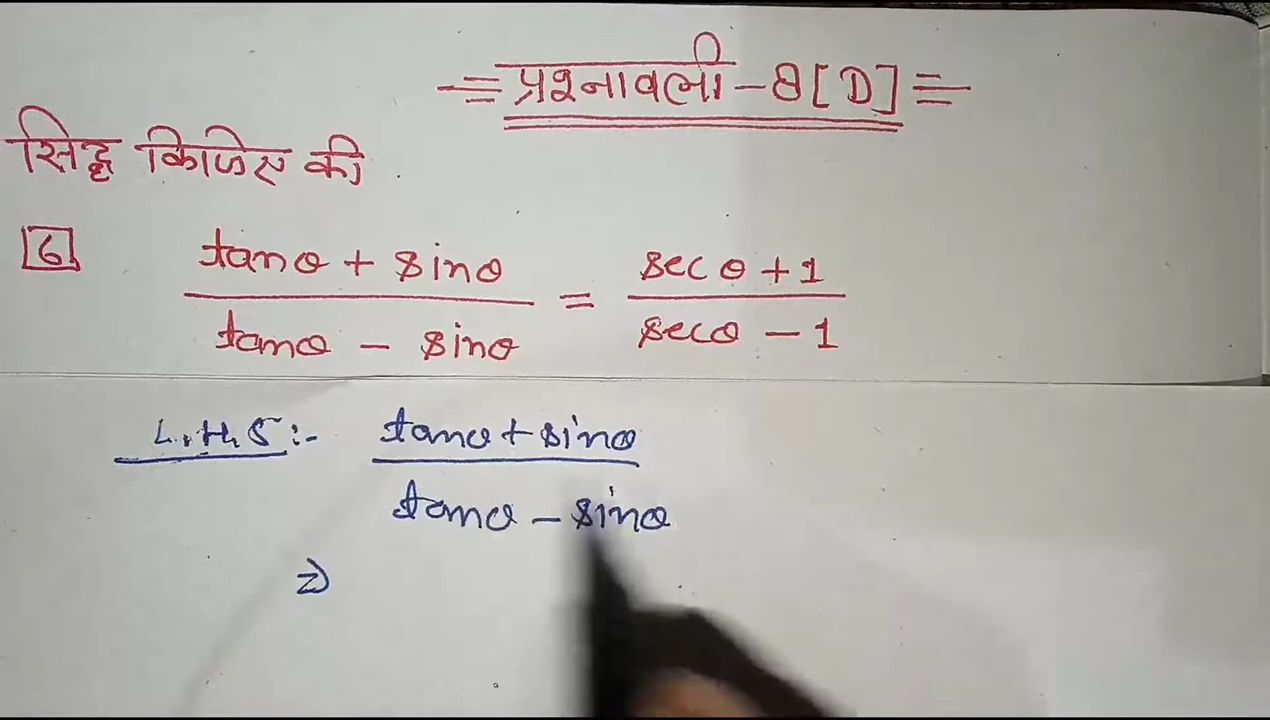 प्रश्नावली - 8 [D]
सिद्ध किजिए की
6 tanθ + sinθ / tanθ - sinθ = secθ + 1 / secθ - 1
L.H.S :- tanθ + sinθ
tanθ - sinθ
⇒